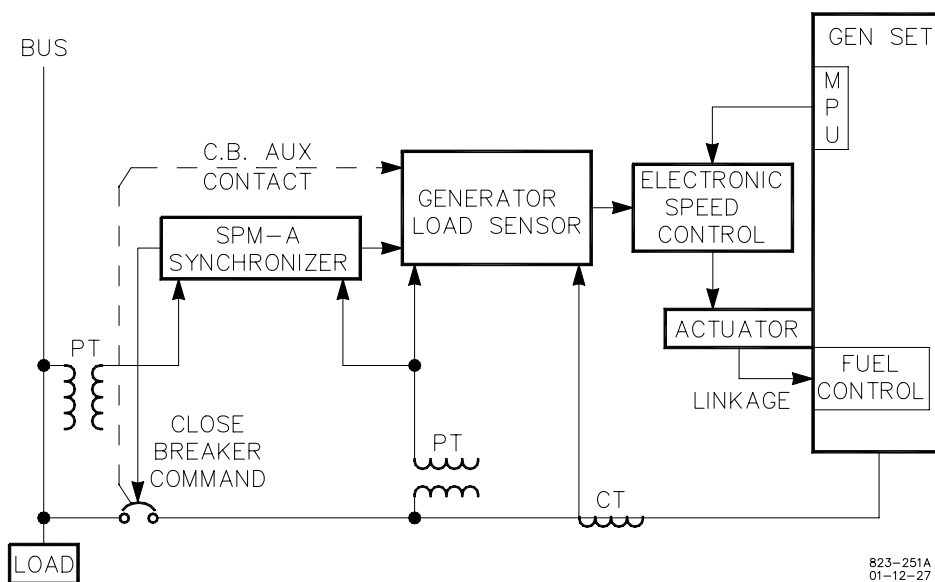 BUS
GEN SET
M
P
U
C.B. AUX
CONTACT
GENERATOR
LOAD SENSOR
ELECTRONIC
SPEED
CONTROL
SPM-A
SYNCHRONIZER
ACTUATOR
PT
FUEL
CONTROL
LINKAGE
CLOSE
BREAKER
COMMAND
PT
CT
LOAD
823-251A
01-12-27